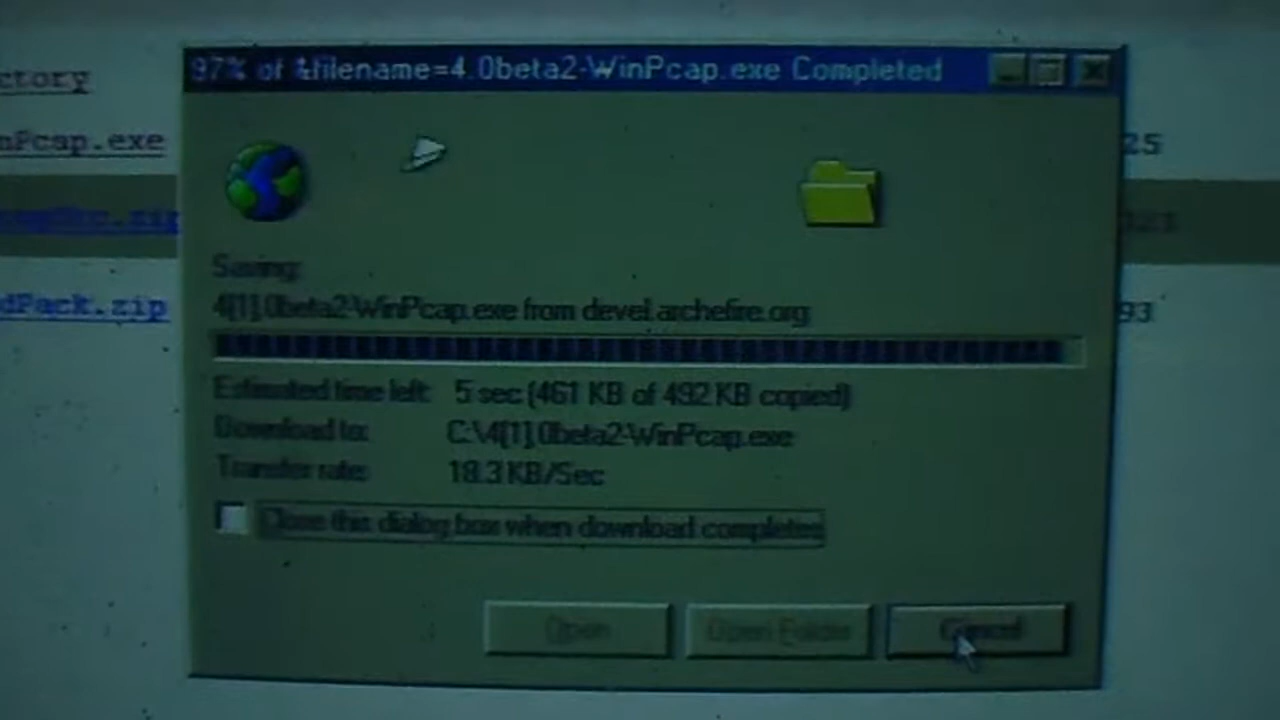 97% of &filename=4.0beta2-WinPcap.exe Completed
ctory
nPcap.exe
25
dPack.zip
93
Saving:
4[1].0beta2-WinPcap.exe from devel.archefire.org
Estimated time left: 5 sec (461 KB of 492 KB copied)
Download to: C:\4[1].0beta2-WinPcap.exe
Transfer rate: 18.3 KB/Sec
Close this dialog box when download completes
Open
Open Folder
Cancel